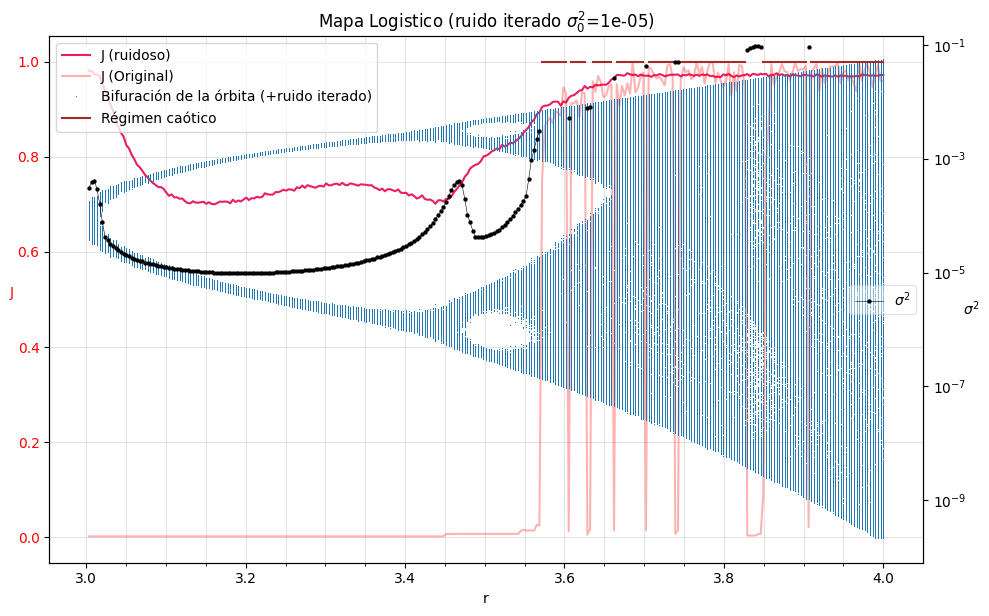 Mapa Logistico (ruido iterado σ₀²=1e-05)
J (ruidoso)
J (Original)
Bifuración de la órbita (+ruido iterado)
Régimen caótico
σ²
1.0
0.8
0.6
0.4
0.2
0.0
J
10⁻¹
10⁻³
10⁻⁵
10⁻⁷
10⁻⁹
σ²
3.0 3.2 3.4 3.6 3.8 4.0
r